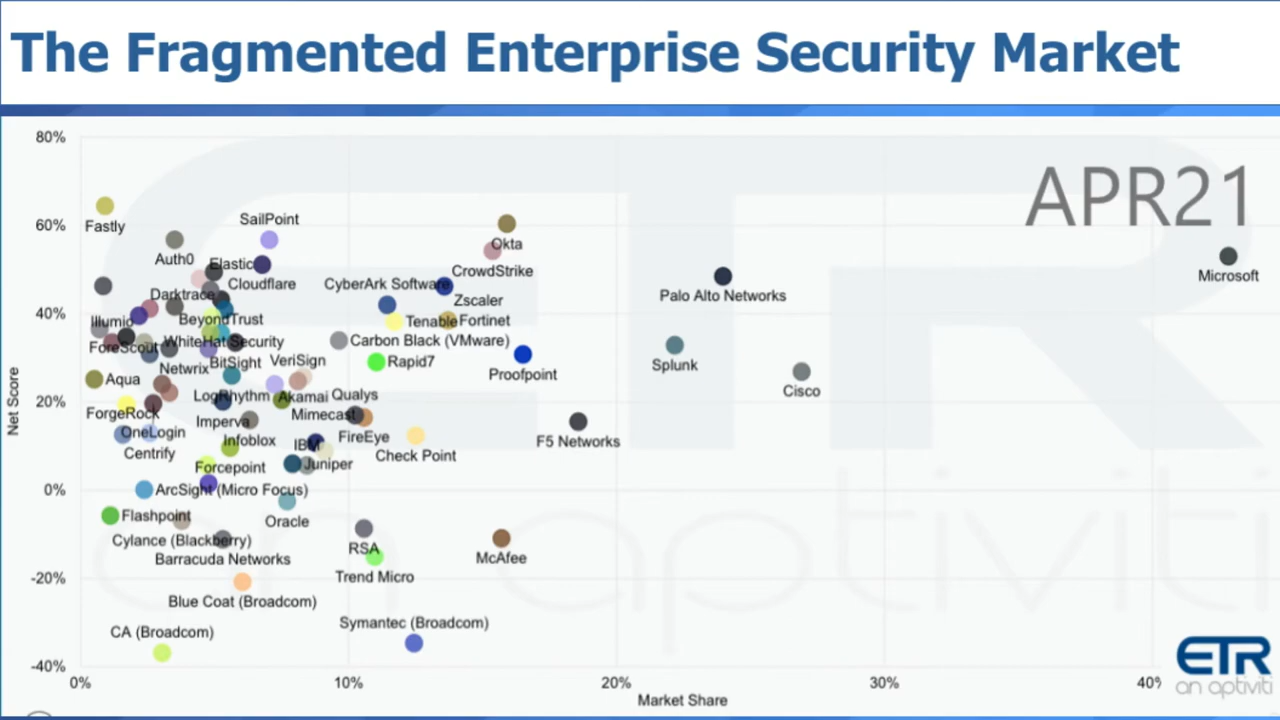 The Fragmented Enterprise Security Market
80%
APR21
60%
Fastly
SailPoint
Okta
Auth0
Elastic
CrowdStrike
Microsoft
Cloudflare
CyberArk Software
Darktrace
Zscaler
Palo Alto Networks
40%
Illumio
BeyondTrust
Tenable
Fortinet
ForeScout
WhiteHat Security
Carbon Black (VMware)
Netwrix
BitSight
VeriSign
Rapid7
Proofpoint
Splunk
Aqua
Cisco
20%
LogRhythm
Akamai
Qualys
ForgeRock
Imperva
Mimecast
OneLogin
Infoblox
IBM
FireEye
F5 Networks
Centrify
Check Point
Forcepoint
Juniper
0%
ArcSight (Micro Focus)
Flashpoint
Oracle
Cylance (Blackberry)
RSA
McAfee
Barracuda Networks
-20%
Trend Micro
Blue Coat (Broadcom)
Symantec (Broadcom)
CA (Broadcom)
-40%
Net Score
0%
10%
20%
30%
40%
Market Share
ETR
an aptiviti
ETR
an aptiviti